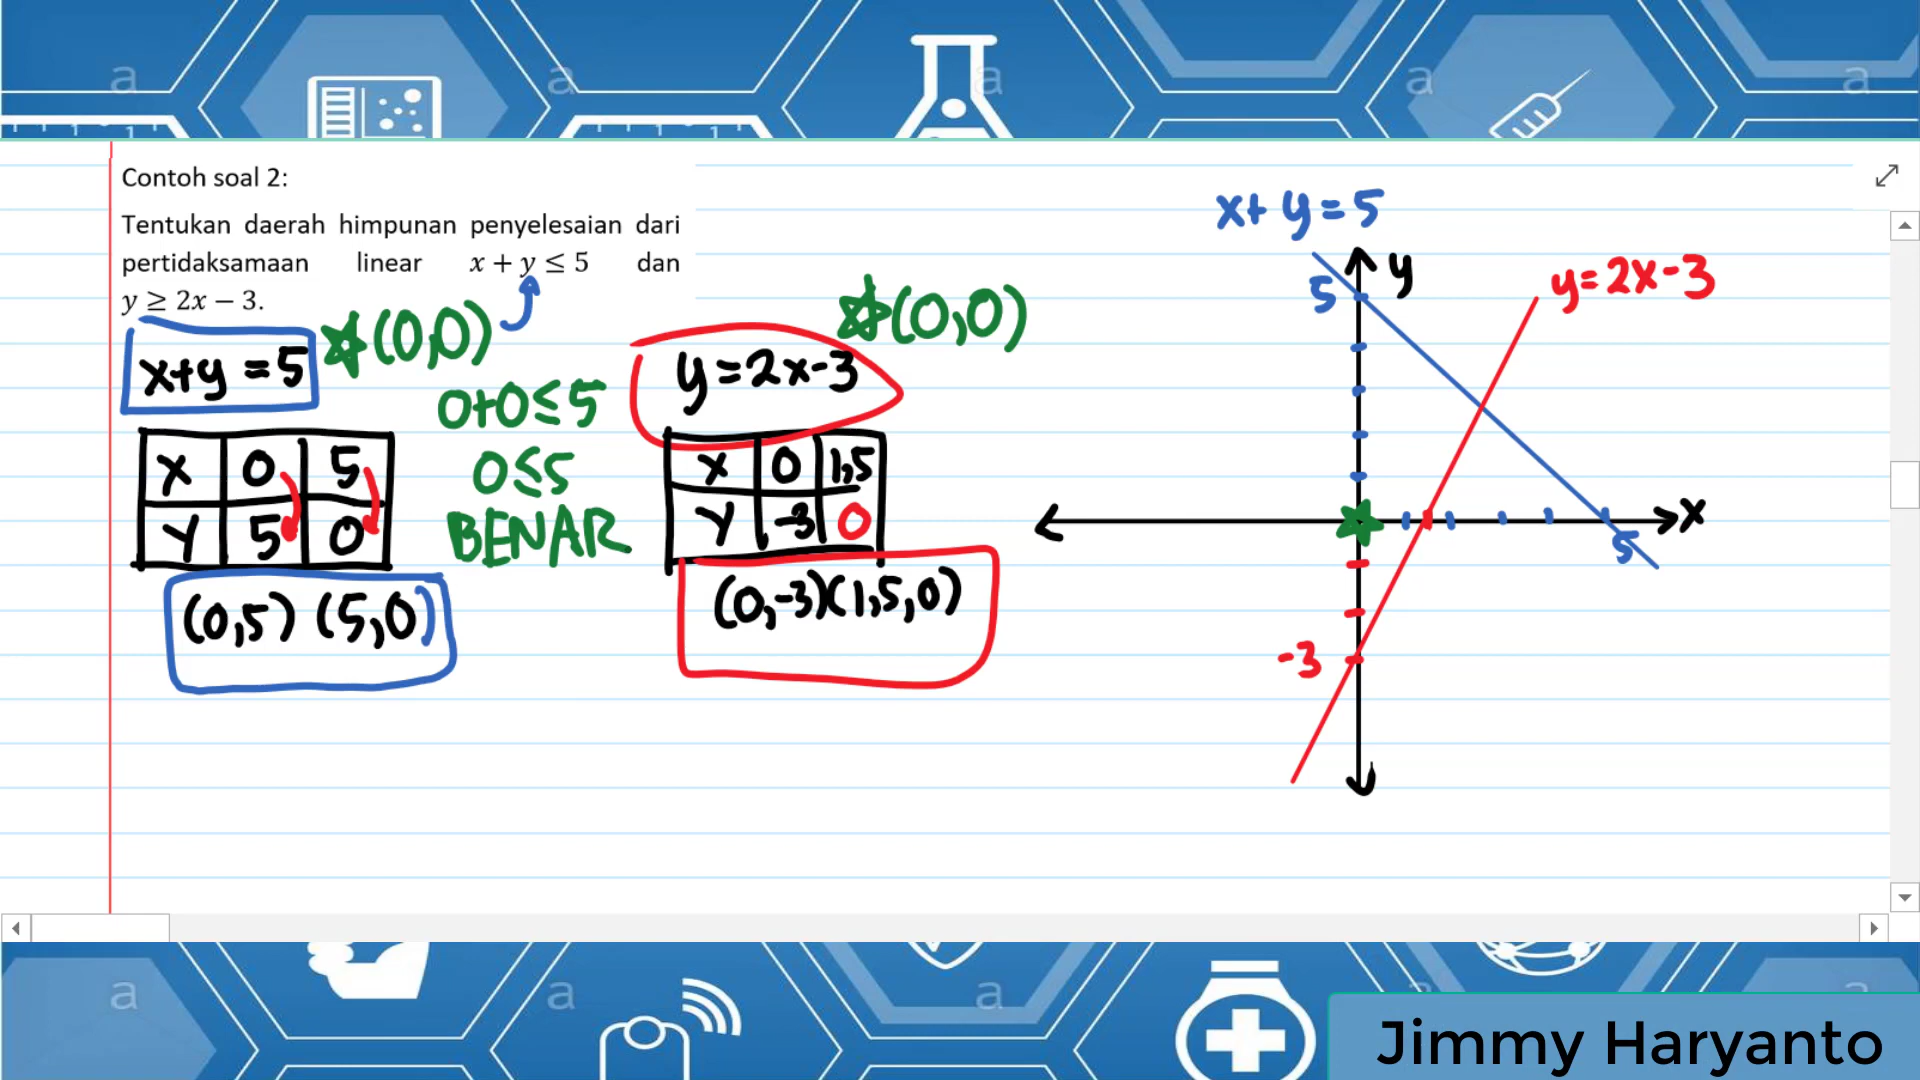 Contoh soal 2:
Tentukan daerah himpunan penyelesaian dari
pertidaksamaan linear x + y ≤ 5 dan
y ≥ 2x − 3.
x+y = 5
☆(0,0)
0+0≤5
0≤5
BENAR
X 0 5
Y 5 0
(0,5) (5,0)
☆(0,0)
y=2x-3
X 0 1,5
Y -3 0
(0,-3)(1,5,0)
x+ y=5
y
5
y=2x-3
X
5
-3
a a a a a
a a a a
Jimmy Haryanto